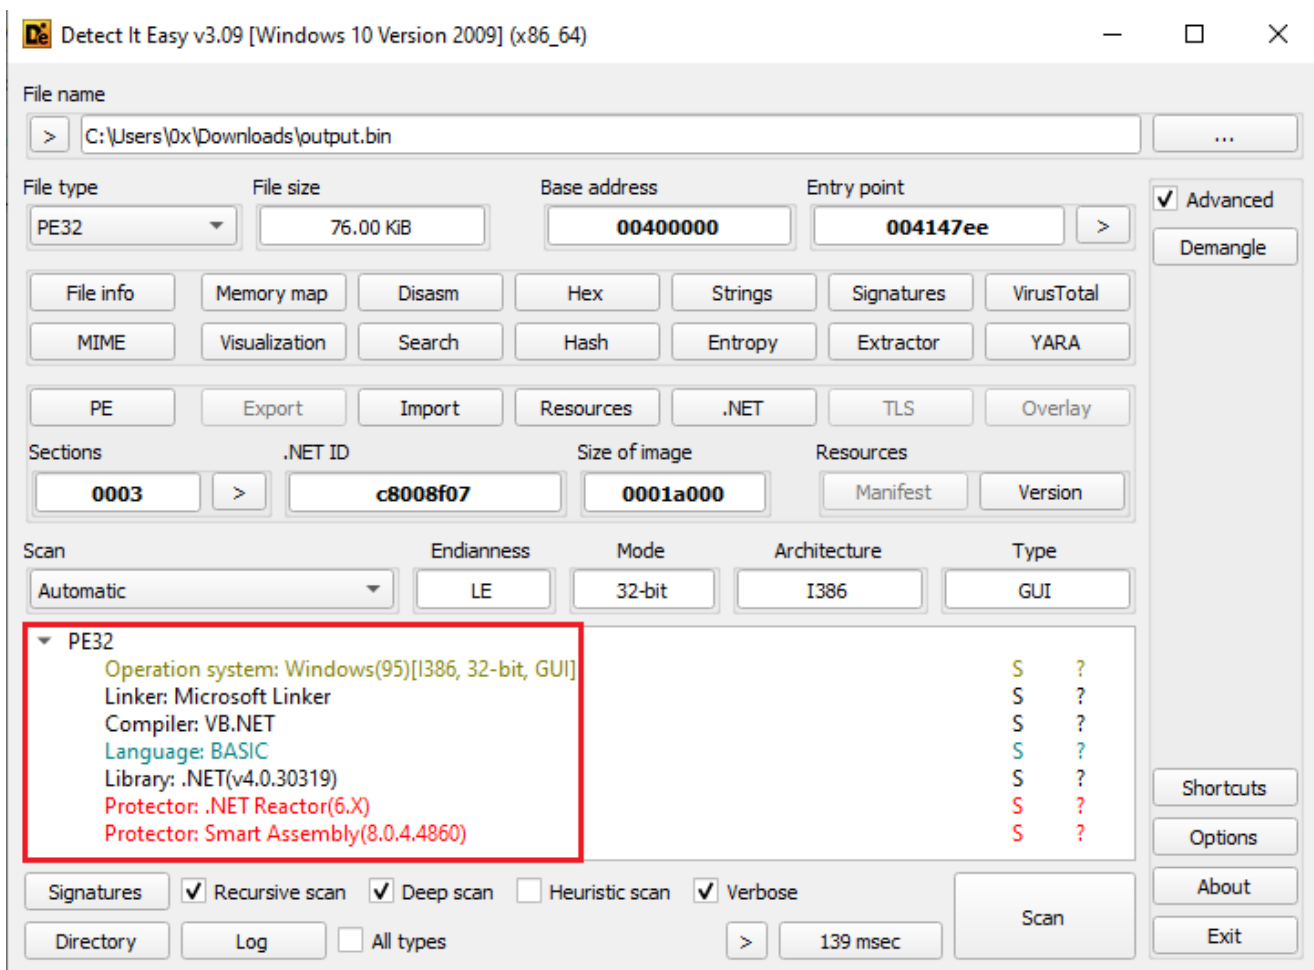 Detect It Easy v3.09 [Windows 10 Version 2009] (x86_64)
File name
> C:\Users\0x\Downloads\output.bin ...
File type File size Base address Entry point
PE32 76.00 KiB 00400000 004147ee >
Advanced
Demangle
File info Memory map Disasm Hex Strings Signatures VirusTotal
MIME Visualization Search Hash Entropy Extractor YARA
PE Export Import Resources .NET TLS Overlay
Sections .NET ID Size of image Resources
0003 > c8008f07 0001a000 Manifest Version
Scan Endianness Mode Architecture Type
Automatic LE 32-bit I386 GUI
PE32
Operation system: Windows(95)[I386, 32-bit, GUI] S ?
Linker: Microsoft Linker S ?
Compiler: VB.NET S ?
Language: BASIC S ?
Library: .NET(v4.0.30319) S ?
Protector: .NET Reactor(6.X) S ?
Protector: Smart Assembly(8.0.4.4860) S ?
Shortcuts
Options
About
Exit
Signatures Recursive scan Deep scan Heuristic scan Verbose
Directory Log All types > 139 msec
Scan